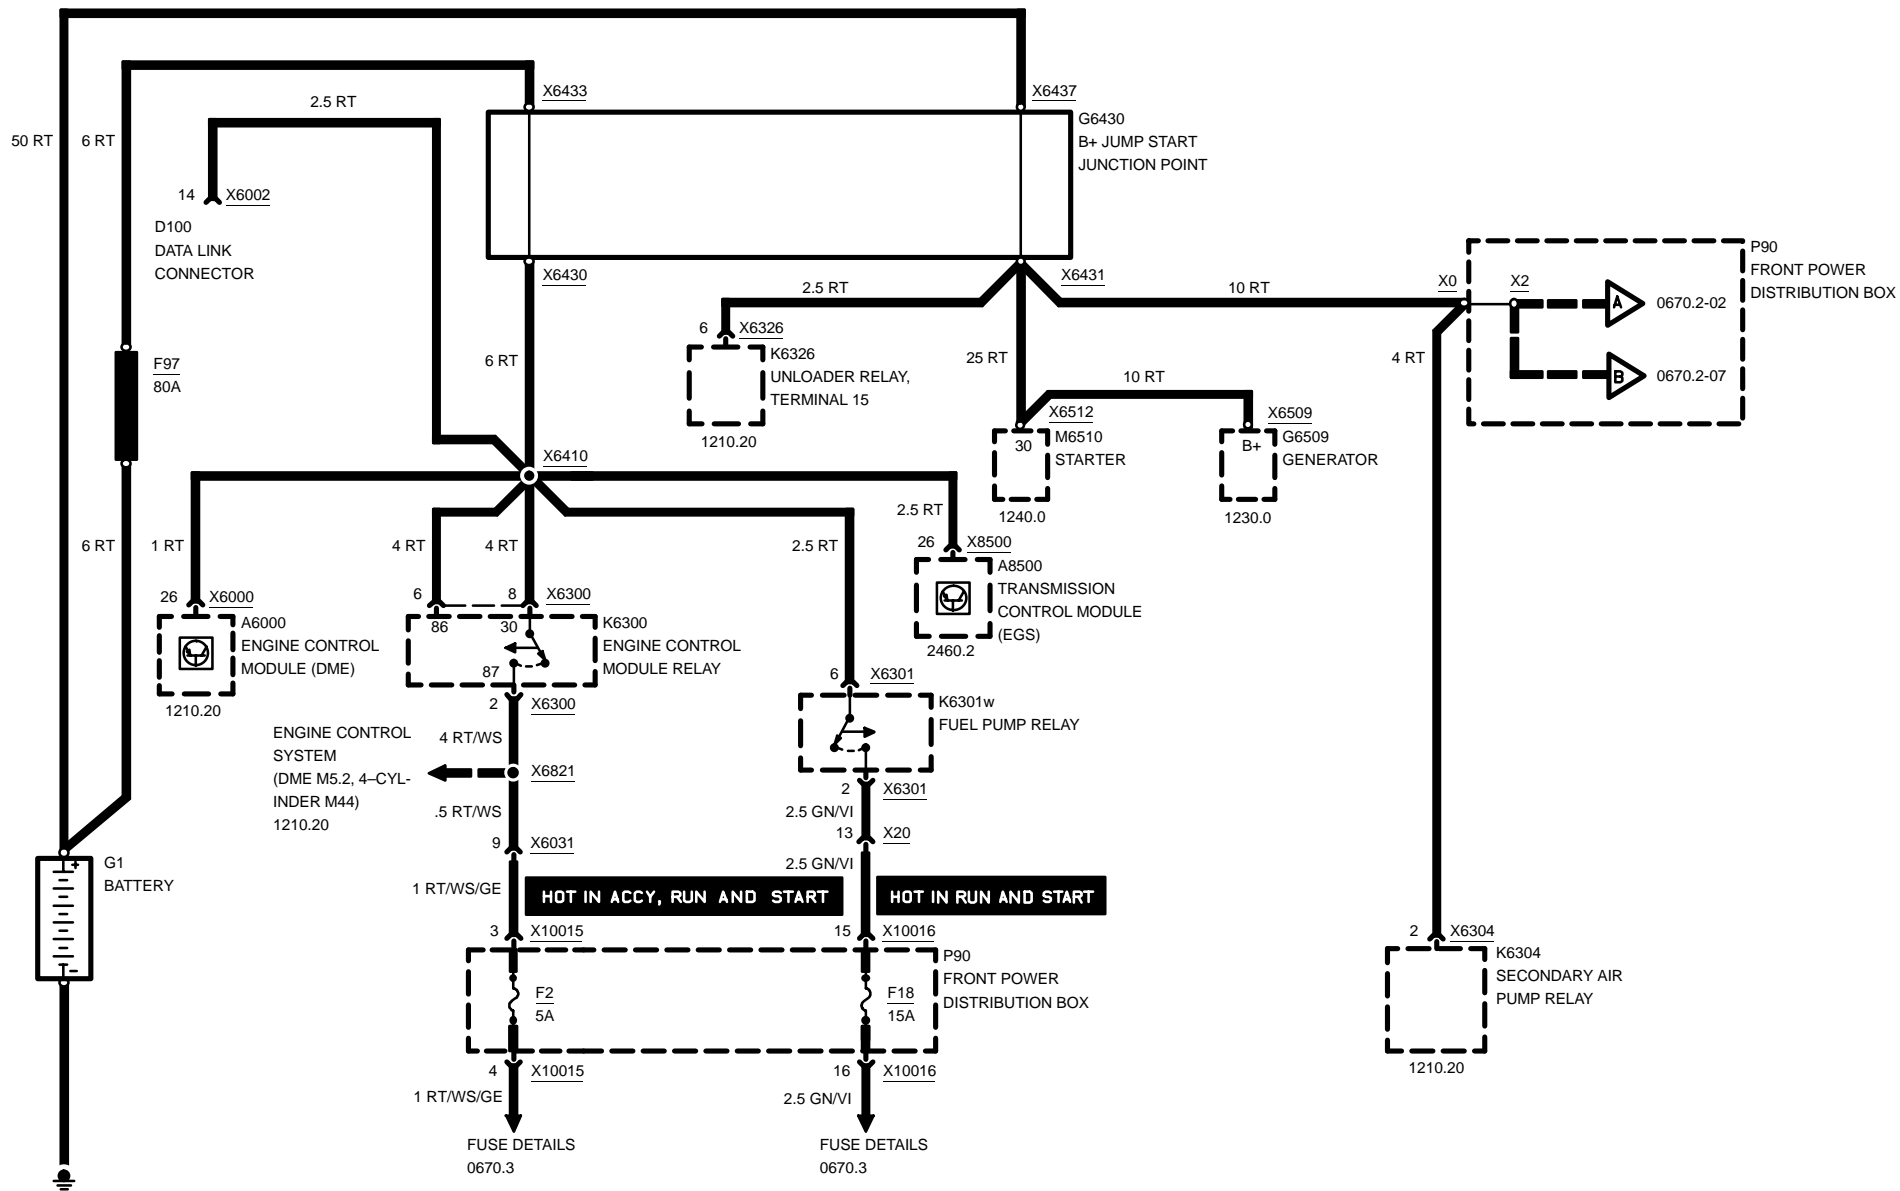 X6433
X6437
2.5 RT
G6430
B+ JUMP START
JUNCTION POINT
50 RT
6 RT
14
X6002
D100
DATA LINK
CONNECTOR
X6430
X6431
2.5 RT
10 RT
X0
X2
P90
FRONT POWER
DISTRIBUTION BOX
A
0670.2-02
B
0670.2-07
6
X6326
K6326
UNLOADER RELAY,
TERMINAL 15
1210.20
6 RT
25 RT
4 RT
F97
80A
10 RT
X6512
M6510
STARTER
30
1240.0
X6509
G6509
GENERATOR
B+
1230.0
X6410
6 RT
1 RT
4 RT
4 RT
2.5 RT
2.5 RT
26
X8500
A8500
TRANSMISSION
CONTROL MODULE
(EGS)
2460.2
26
X6000
A6000
ENGINE CONTROL
MODULE (DME)
1210.20
6
8
X6300
86
30
87
K6300
ENGINE CONTROL
MODULE RELAY
2
X6300
6
X6301
K6301w
FUEL PUMP RELAY
4 RT/WS
ENGINE CONTROL
SYSTEM
(DME M5.2, 4–CYL-
INDER M44)
1210.20
X6821
.5 RT/WS
2
X6301
2.5 GN/VI
13
X20
2.5 GN/VI
9
X6031
1 RT/WS/GE
HOT IN ACCY, RUN AND START
HOT IN RUN AND START
G1
BATTERY
+
-
3
X10015
15
X10016
P90
FRONT POWER
DISTRIBUTION BOX
F2
5A
F18
15A
4
X10015
16
X10016
1 RT/WS/GE
2.5 GN/VI
FUSE DETAILS
0670.3
FUSE DETAILS
0670.3
2
X6304
K6304
SECONDARY AIR
PUMP RELAY
1210.20